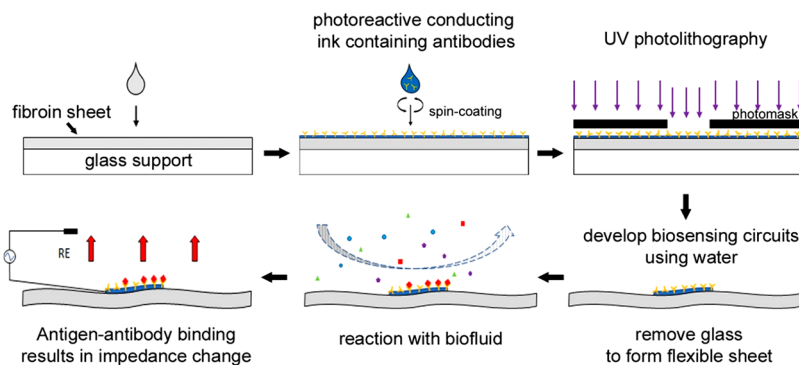 photoreactive conducting
ink containing antibodies
UV photolithography
fibroin sheet
spin-coating
photomask
glass support
develop biosensing circuits
using water
RE
Antigen-antibody binding
results in impedance change
reaction with biofluid
remove glass
to form flexible sheet